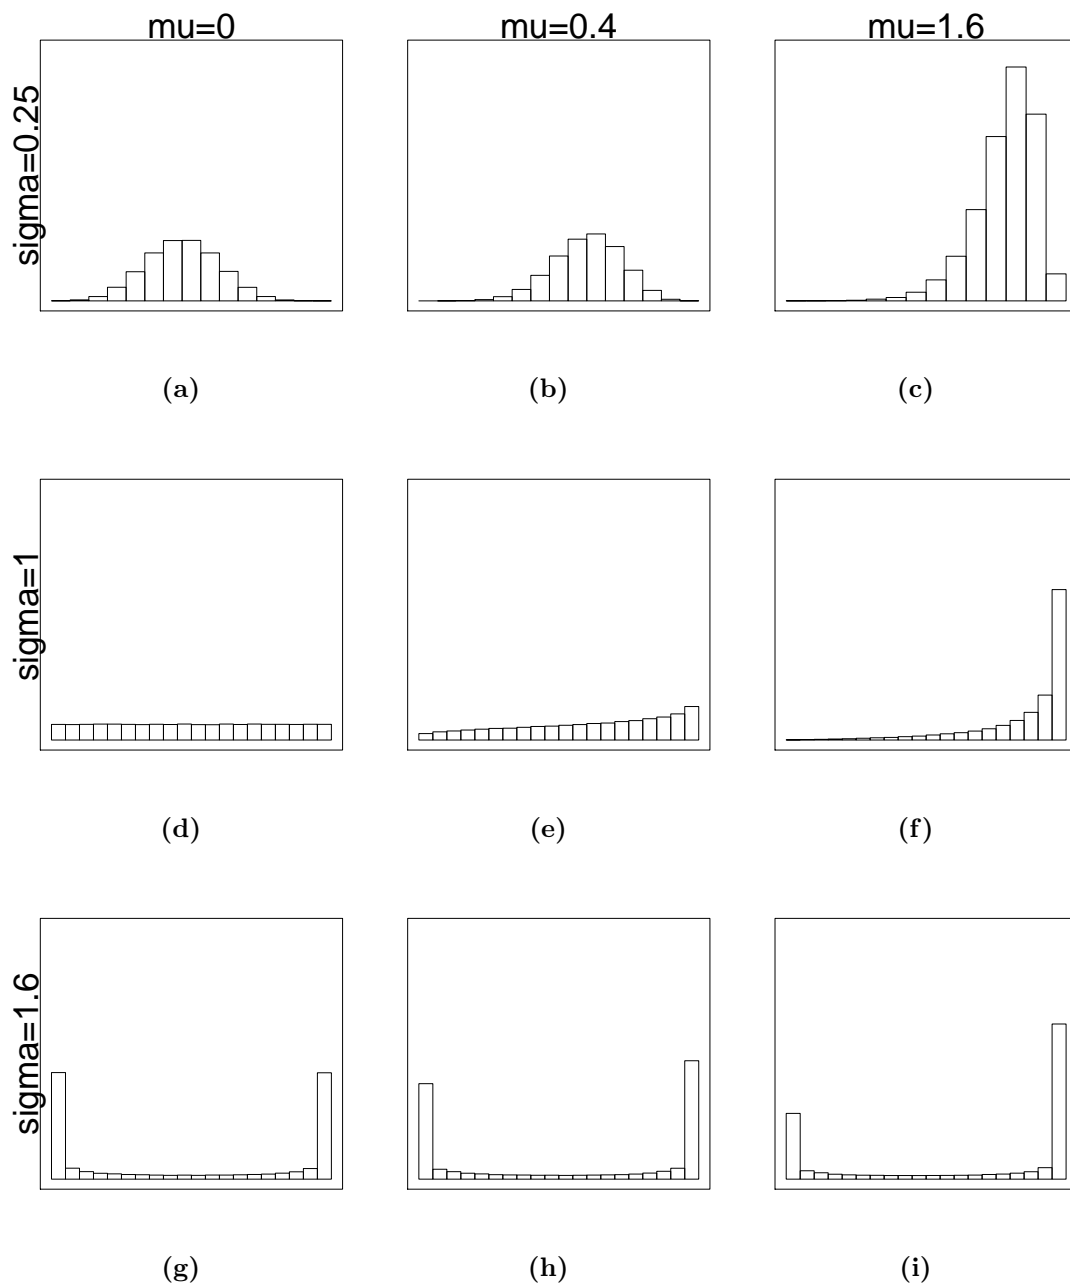 mu=0
mu=0.4
mu=1.6
sigma=0.25
(a)
(b)
(c)
sigma=1
(d)
(e)
(f)
sigma=1.6
(g)
(h)
(i)